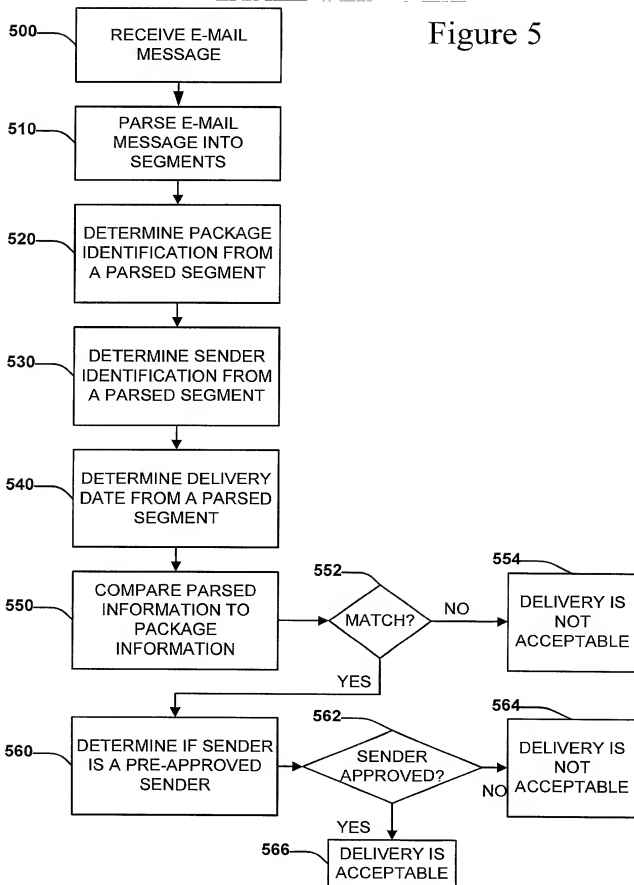 Figure 5
500
RECEIVE E-MAIL
MESSAGE
510
PARSE E-MAIL
MESSAGE INTO
SEGMENTS
520
DETERMINE PACKAGE
IDENTIFICATION FROM
A PARSED SEGMENT
530
DETERMINE SENDER
IDENTIFICATION FROM
A PARSED SEGMENT
540
DETERMINE DELIVERY
DATE FROM A PARSED
SEGMENT
550
COMPARE PARSED
INFORMATION TO
PACKAGE
INFORMATION
552
MATCH?
NO
554
DELIVERY IS
NOT
ACCEPTABLE
YES
560
DETERMINE IF SENDER
IS A PRE-APPROVED
SENDER
562
SENDER
APPROVED?
NO
564
DELIVERY IS
NOT
ACCEPTABLE
YES
566
DELIVERY IS
ACCEPTABLE